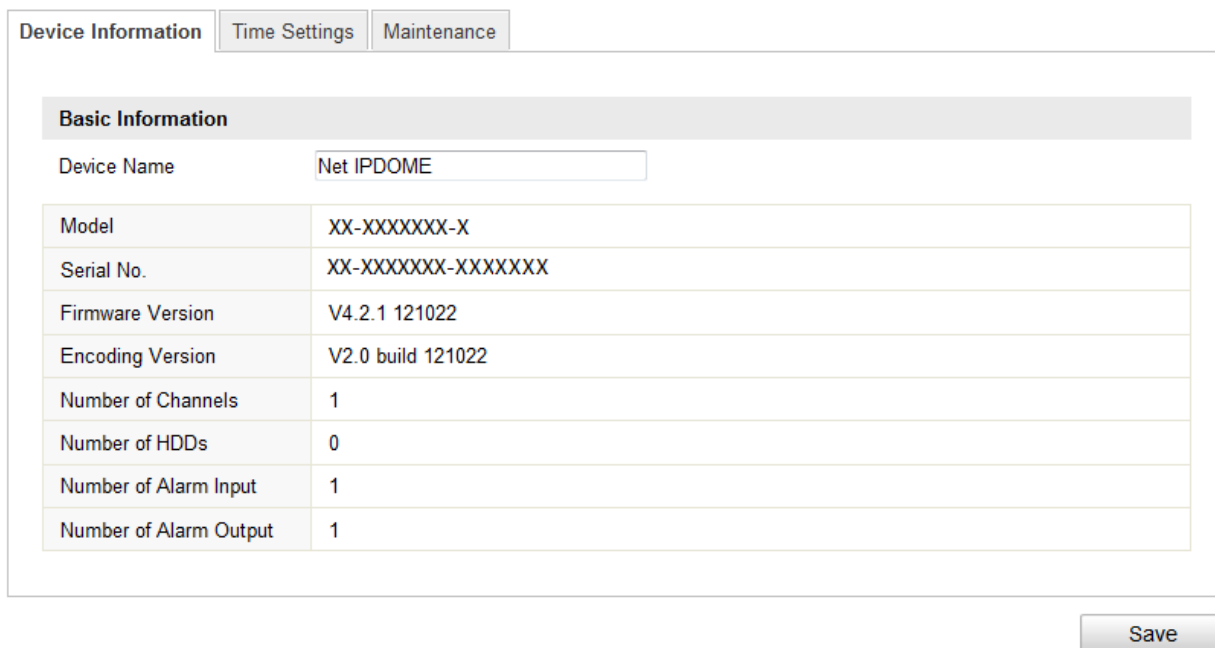 Device Information Time Settings Maintenance
Basic Information
Device Name Net IPDOME
Model XX-XXXXXXX-X
Serial No. XX-XXXXXXX-XXXXXXX
Firmware Version V4.2.1 121022
Encoding Version V2.0 build 121022
Number of Channels 1
Number of HDDs 0
Number of Alarm Input 1
Number of Alarm Output 1
Save